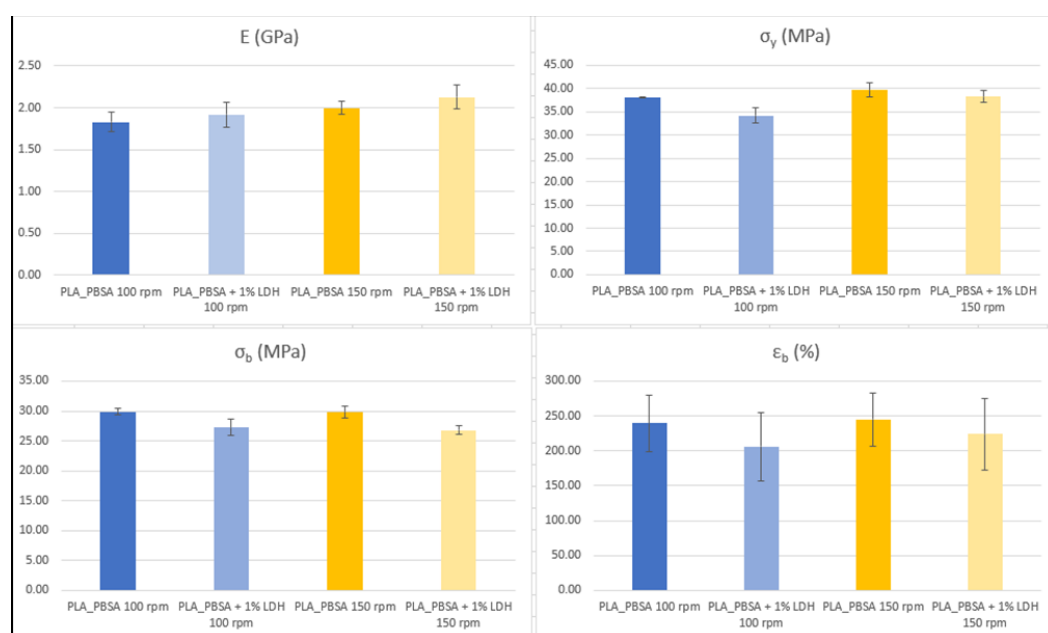 E (GPa)
2.50
2.00
1.50
1.00
0.50
0.00
PLA_PBSA 100 rpm
PLA_PBSA + 1% LDH
100 rpm
PLA_PBSA 150 rpm
PLA_PBSA + 1% LDH
150 rpm
σy (MPa)
45.00
40.00
35.00
30.00
25.00
20.00
15.00
10.00
5.00
0.00
PLA_PBSA 100 rpm
PLA_PBSA + 1% LDH
100 rpm
PLA_PBSA 150 rpm
PLA_PBSA + 1% LDH
150 rpm
σb (MPa)
35.00
30.00
25.00
20.00
15.00
10.00
5.00
0.00
PLA_PBSA 100 rpm
PLA_PBSA + 1% LDH
100 rpm
PLA_PBSA 150 rpm
PLA_PBSA + 1% LDH
150 rpm
εb (%)
300.00
250.00
200.00
150.00
100.00
50.00
0.00
PLA_PBSA 100 rpm
PLA_PBSA + 1% LDH
100 rpm
PLA_PBSA 150 rpm
PLA_PBSA + 1% LDH
150 rpm